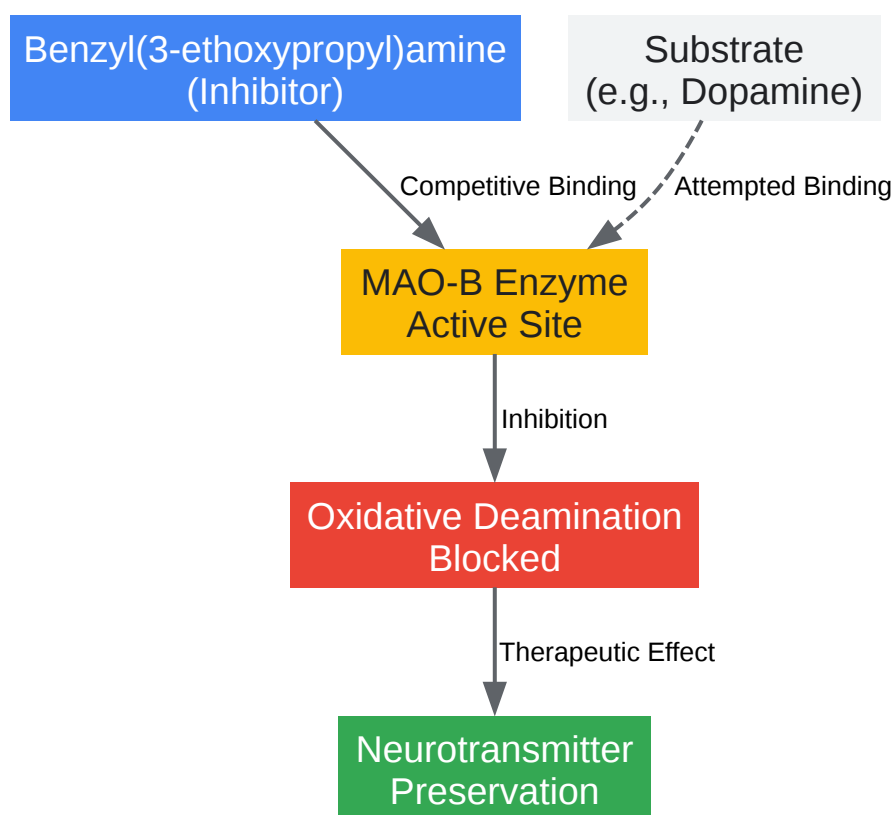 Benzyl(3-ethoxypropyl)amine
(Inhibitor)
Substrate
(e.g., Dopamine)
Competitive Binding
Attempted Binding
MAO-B Enzyme
Active Site
Inhibition
Oxidative Deamination
Blocked
Therapeutic Effect
Neurotransmitter
Preservation